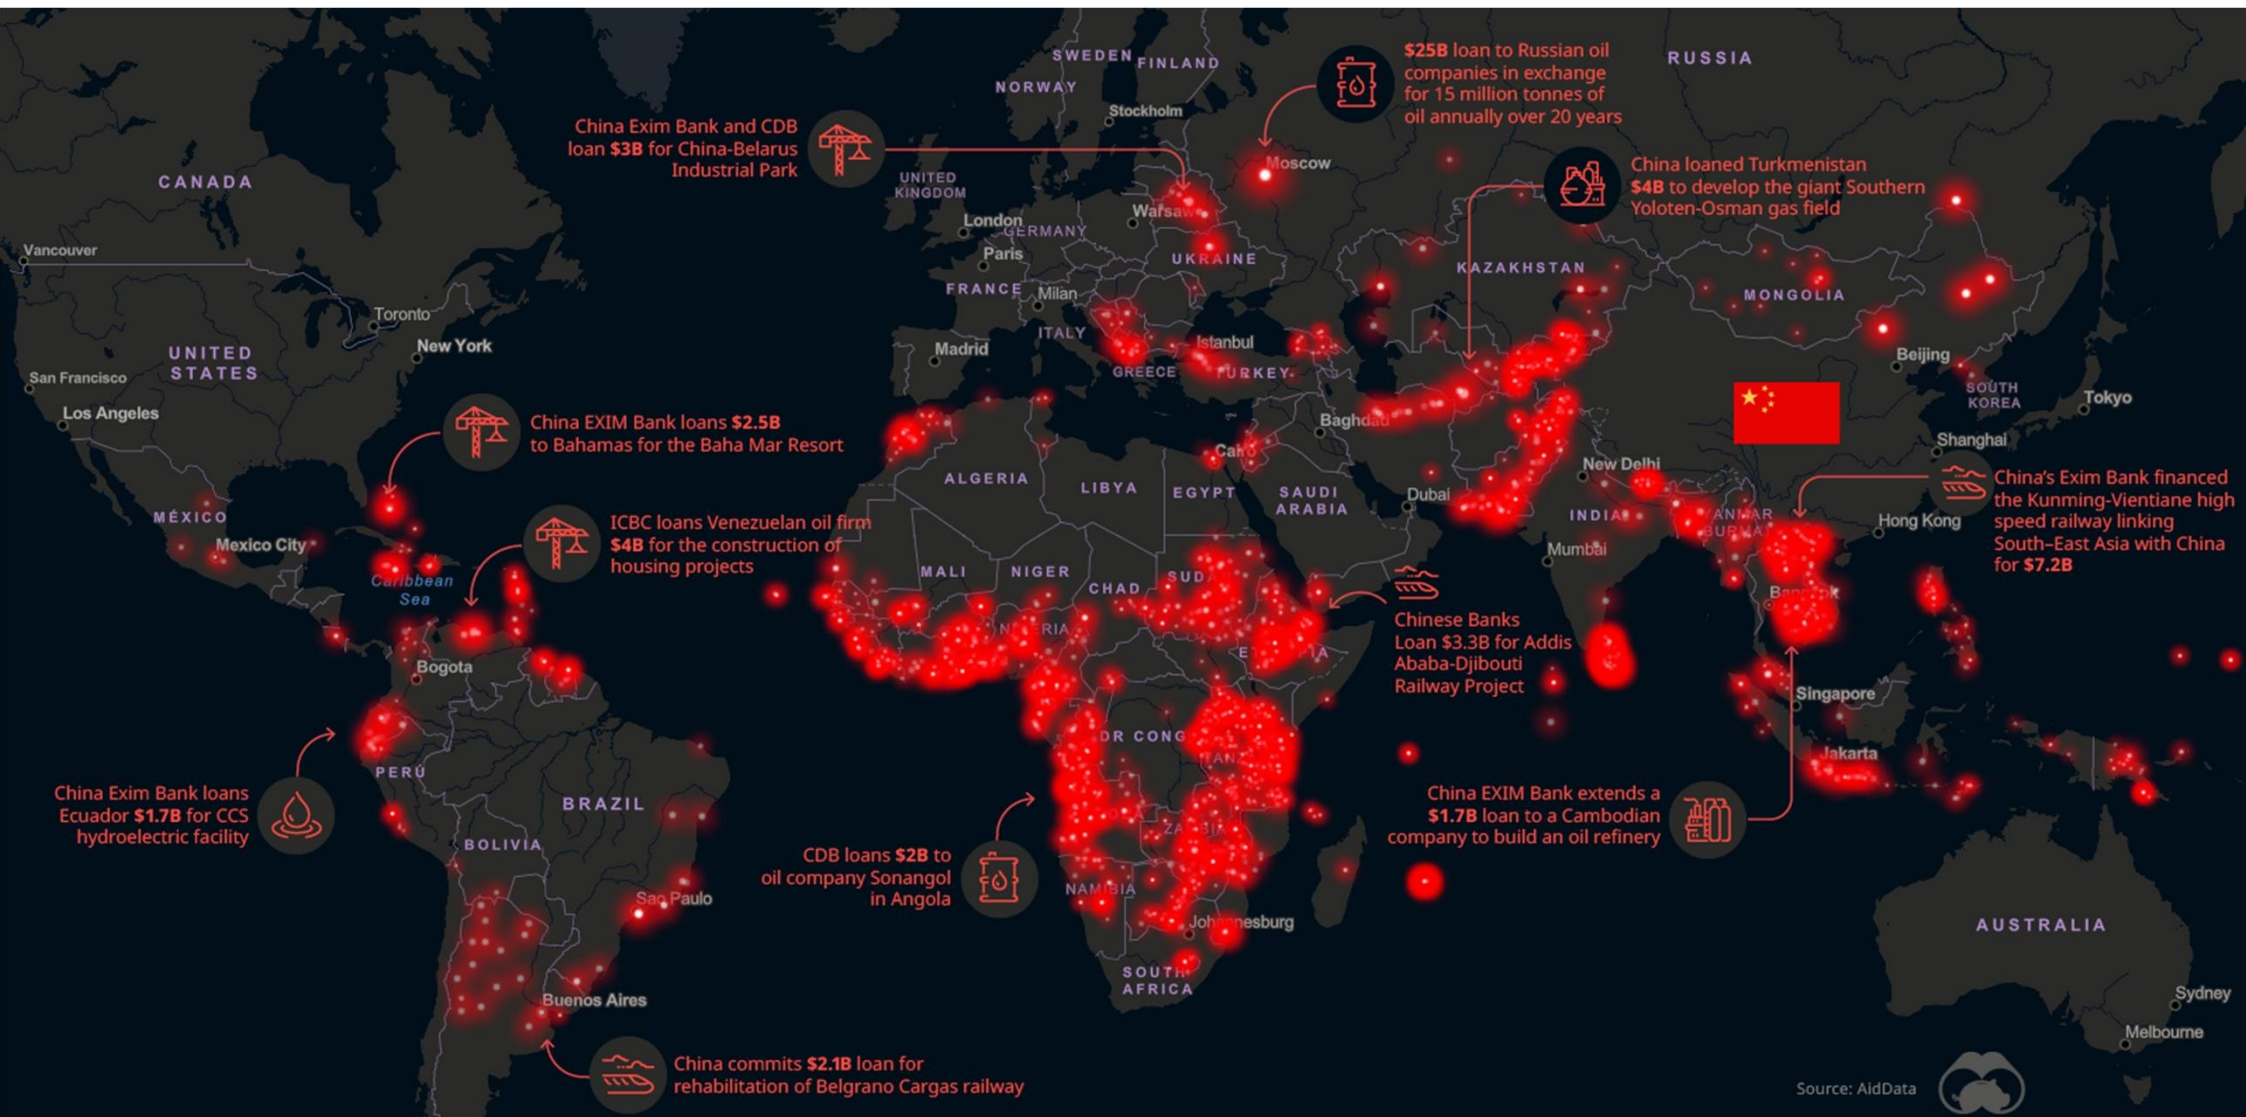 SWEDEN
FINLAND
NORWAY
Stockholm
RUSSIA
$25B loan to Russian oil
companies in exchange
for 15 million tonnes of
oil annually over 20 years
China Exim Bank and CDB
loan $3B for China-Belarus
Industrial Park
Moscow
China loaned Turkmenistan
$4B to develop the giant Southern
Yoloten-Osman gas field
CANADA
UNITED
KINGDOM
London
Warsaw
GERMANY
Paris
UKRAINE
Vancouver
KAZAKHSTAN
FRANCE
Milan
MONGOLIA
Toronto
ITALY
Istanbul
New York
Madrid
UNITED
STATES
GREECE
TURKEY
Beijing
San Francisco
SOUTH
KOREA
Tokyo
Los Angeles
China EXIM Bank loans $2.5B
to Bahamas for the Baha Mar Resort
Baghdad
Cairo
Shanghai
New Delhi
ALGERIA
LIBYA
EGYPT
SAUDI
ARABIA
Dubai
China's Exim Bank financed
the Kunming-Vientiane high
speed railway linking
South–East Asia with China
for $7.2B
MÉXICO
INDIA
Hong Kong
ICBC loans Venezuelan oil firm
$4B for the construction of
housing projects
Mexico City
Mumbai
MALI
NIGER
CHAD
SUD
Caribbean
Sea
Bangkok
Chinese Banks
Loan $3.3B for Addis
Ababa-Djibouti
Railway Project
NIGERIA
Bogota
Singapore
DR CONG
Jakarta
PERÚ
China Exim Bank loans
Ecuador $1.7B for CCS
hydroelectric facility
BRAZIL
China EXIM Bank extends a
$1.7B loan to a Cambodian
company to build an oil refinery
BOLIVIA
CDB loans $2B to
oil company Sonangol
in Angola
NAMIBIA
Sao Paulo
Johannesburg
AUSTRALIA
SOUTH
AFRICA
Buenos Aires
Sydney
Melbourne
China commits $2.1B loan for
rehabilitation of Belgrano Cargas railway
Source: AidData